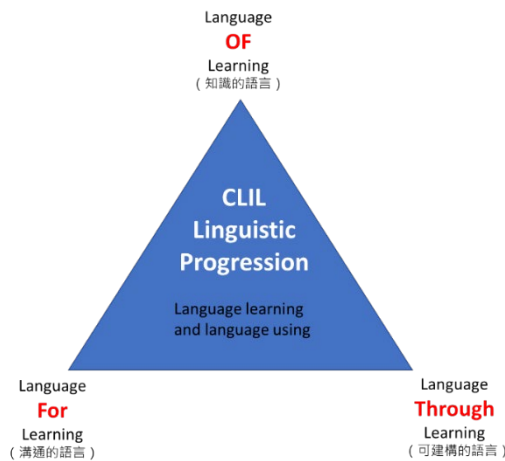 Language
OF
Learning
(知識的語言)
CLIL
Linguistic
Progression
Language learning
and language using
Language
For
Learning
(溝通的語言)
Language
Through
Learning
(可建構的語言)